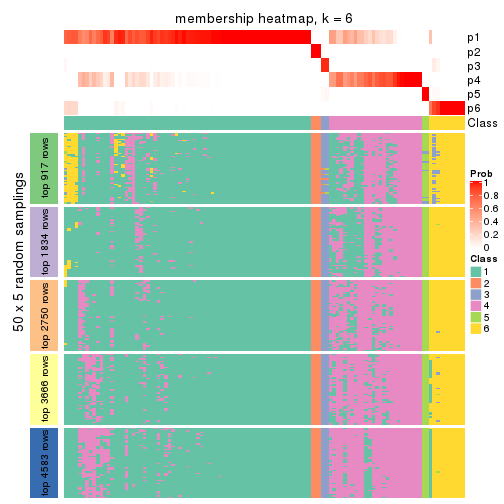 membership heatmap, k = 6
p1
p2
p3
p4
p5
p6
Class
50 x 5 random samplings
top 917 rows
top 1834 rows
top 2750 rows
top 3666 rows
top 4583 rows
Prob
1
0.8
0.6
0.4
0.2
0
Class
1
2
3
4
5
6